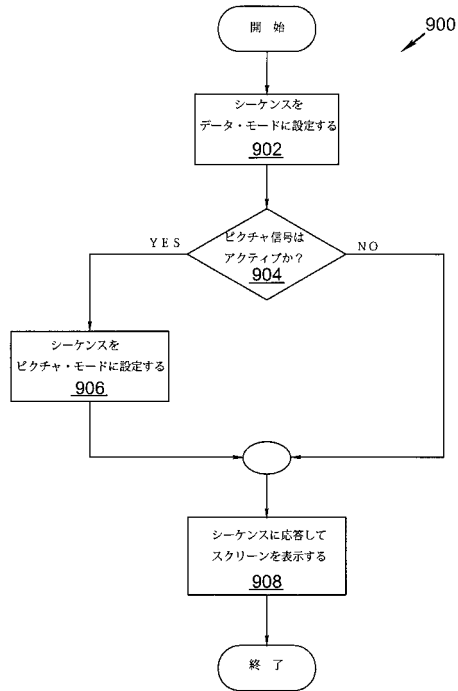 開 始
900
シーケンスを
データ・モードに設定する
902
ピクチャ信号は
アクティブか?
904
YES
NO
シーケンスを
ピクチャ・モードに設定する
906
シーケンスに応答して
スクリーンを表示する
908
終 了